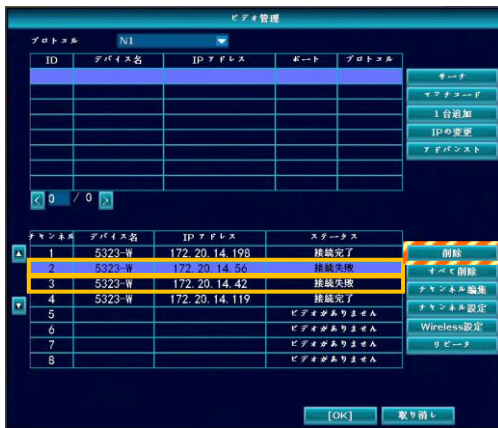 ビデオ管理
プロトコル N1
ID デバイス名 IPアドレス ポート プロトコル
サーチ
マッチコード
1台追加
IPの変更
アドバンスト
< 0 / 0 >
チャンネル デバイス名 IPアドレス ステータス
1 5323-W 172.20.14.198 接続完了 削除
2 5323-W 172.20.14.56 接続失敗 すべて削除
3 5323-W 172.20.14.42 接続失敗 チャンネル編集
4 5323-W 172.20.14.119 接続完了 チャンネル設定
5 ビデオがありません
6 ビデオがありません Wireless設定
7 ビデオがありません リピータ
8 ビデオがありません
[OK] 取り消し